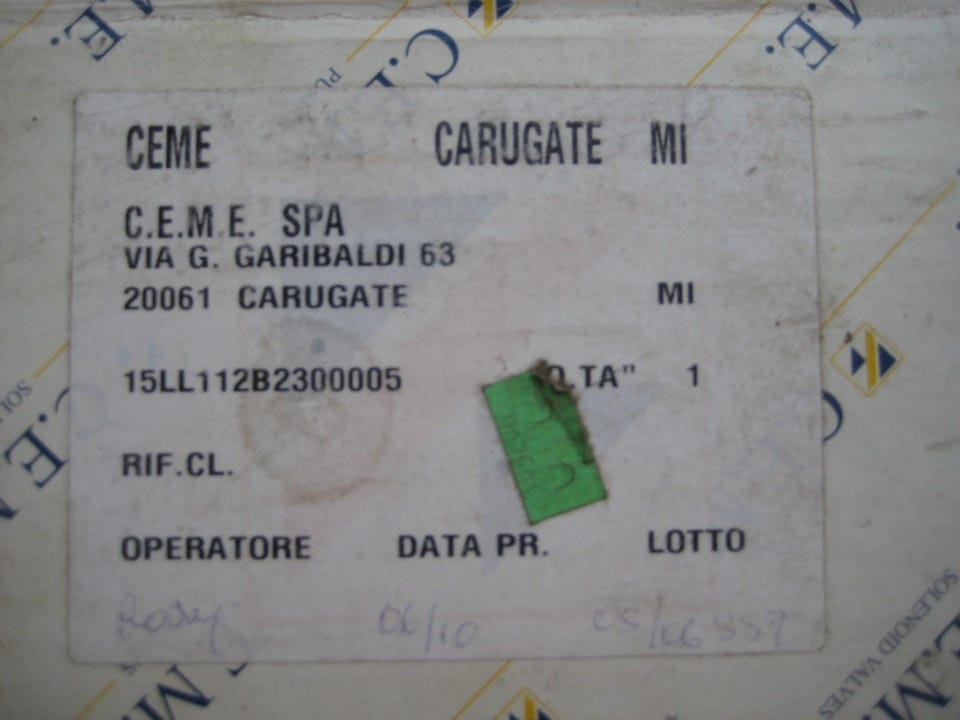 CEME CARUGATE MI
C.E.M.E. SPA
VIA G. GARIBALDI 63
20061 CARUGATE MI
15LL112B2300005 Q.TA" 1
RIF.CL.
OPERATORE DATA PR. LOTTO
06/10
SOLENOID VALVES